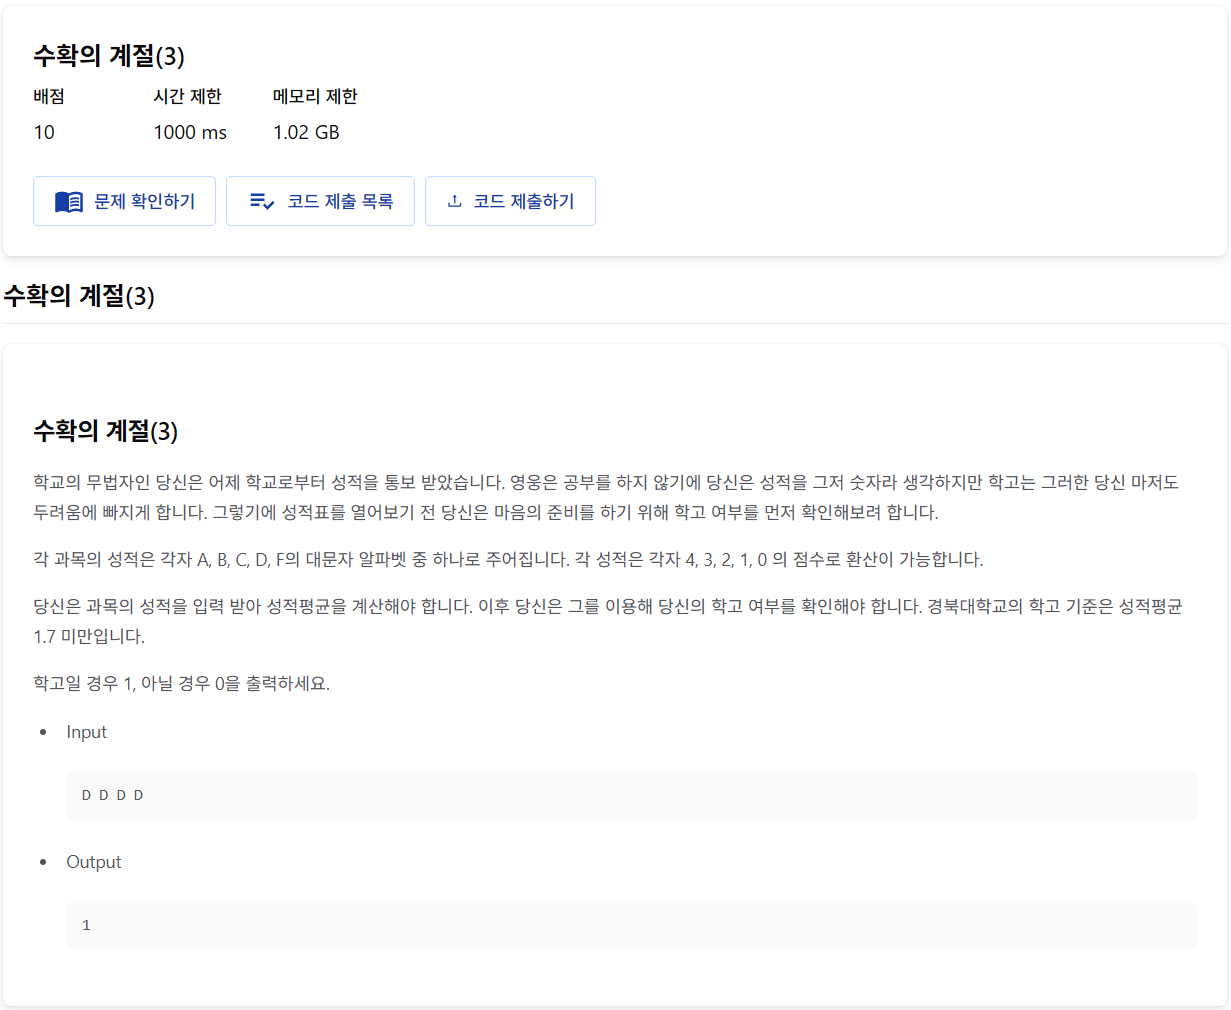 수확의 계절(3)
배점 시간 제한 메모리 제한
10 1000 ms 1.02 GB
문제 확인하기 코드 제출 목록 코드 제출하기
수확의 계절(3)
수확의 계절(3)
학교의 무법자인 당신은 어제 학교로부터 성적을 통보 받았습니다. 영웅은 공부를 하지 않기에 당신은 성적을 그저 숫자라 생각하지만 학고는 그러한 당신 마저도
두려움에 빠지게 합니다. 그렇기에 성적표를 열어보기 전 당신은 마음의 준비를 하기 위해 학고 여부를 먼저 확인해보려 합니다.
각 과목의 성적은 각자 A, B, C, D, F의 대문자 알파벳 중 하나로 주어집니다. 각 성적은 각자 4, 3, 2, 1, 0 의 점수로 환산이 가능합니다.
당신은 과목의 성적을 입력 받아 성적평균을 계산해야 합니다. 이후 당신은 그를 이용해 당신의 학고 여부를 확인해야 합니다. 경북대학교의 학고 기준은 성적평균
1.7 미만입니다.
학고일 경우 1, 아닐 경우 0을 출력하세요.
Input
D D D D
Output
1